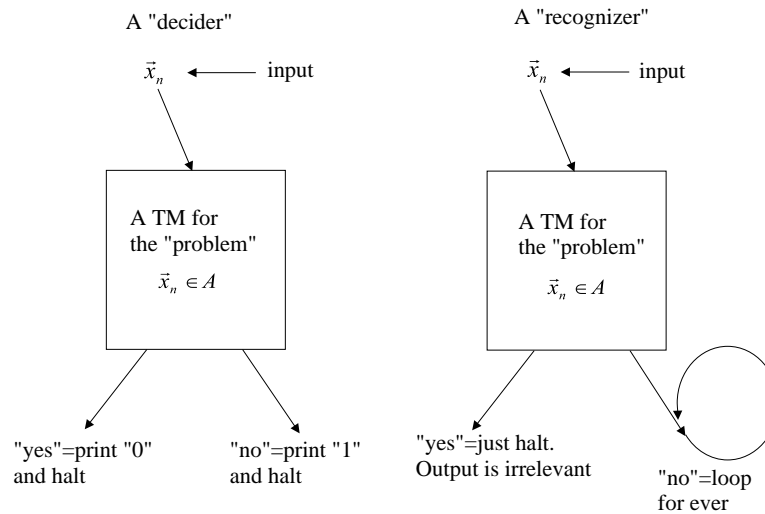 A "decider"
x⃗ₙ
input
A TM for
the "problem"
x⃗ₙ ∈ A
"yes"=print "0"
and halt
"no"=print "1"
and halt
A "recognizer"
x⃗ₙ
input
A TM for
the "problem"
x⃗ₙ ∈ A
"yes"=just halt.
Output is irrelevant
"no"=loop
for ever